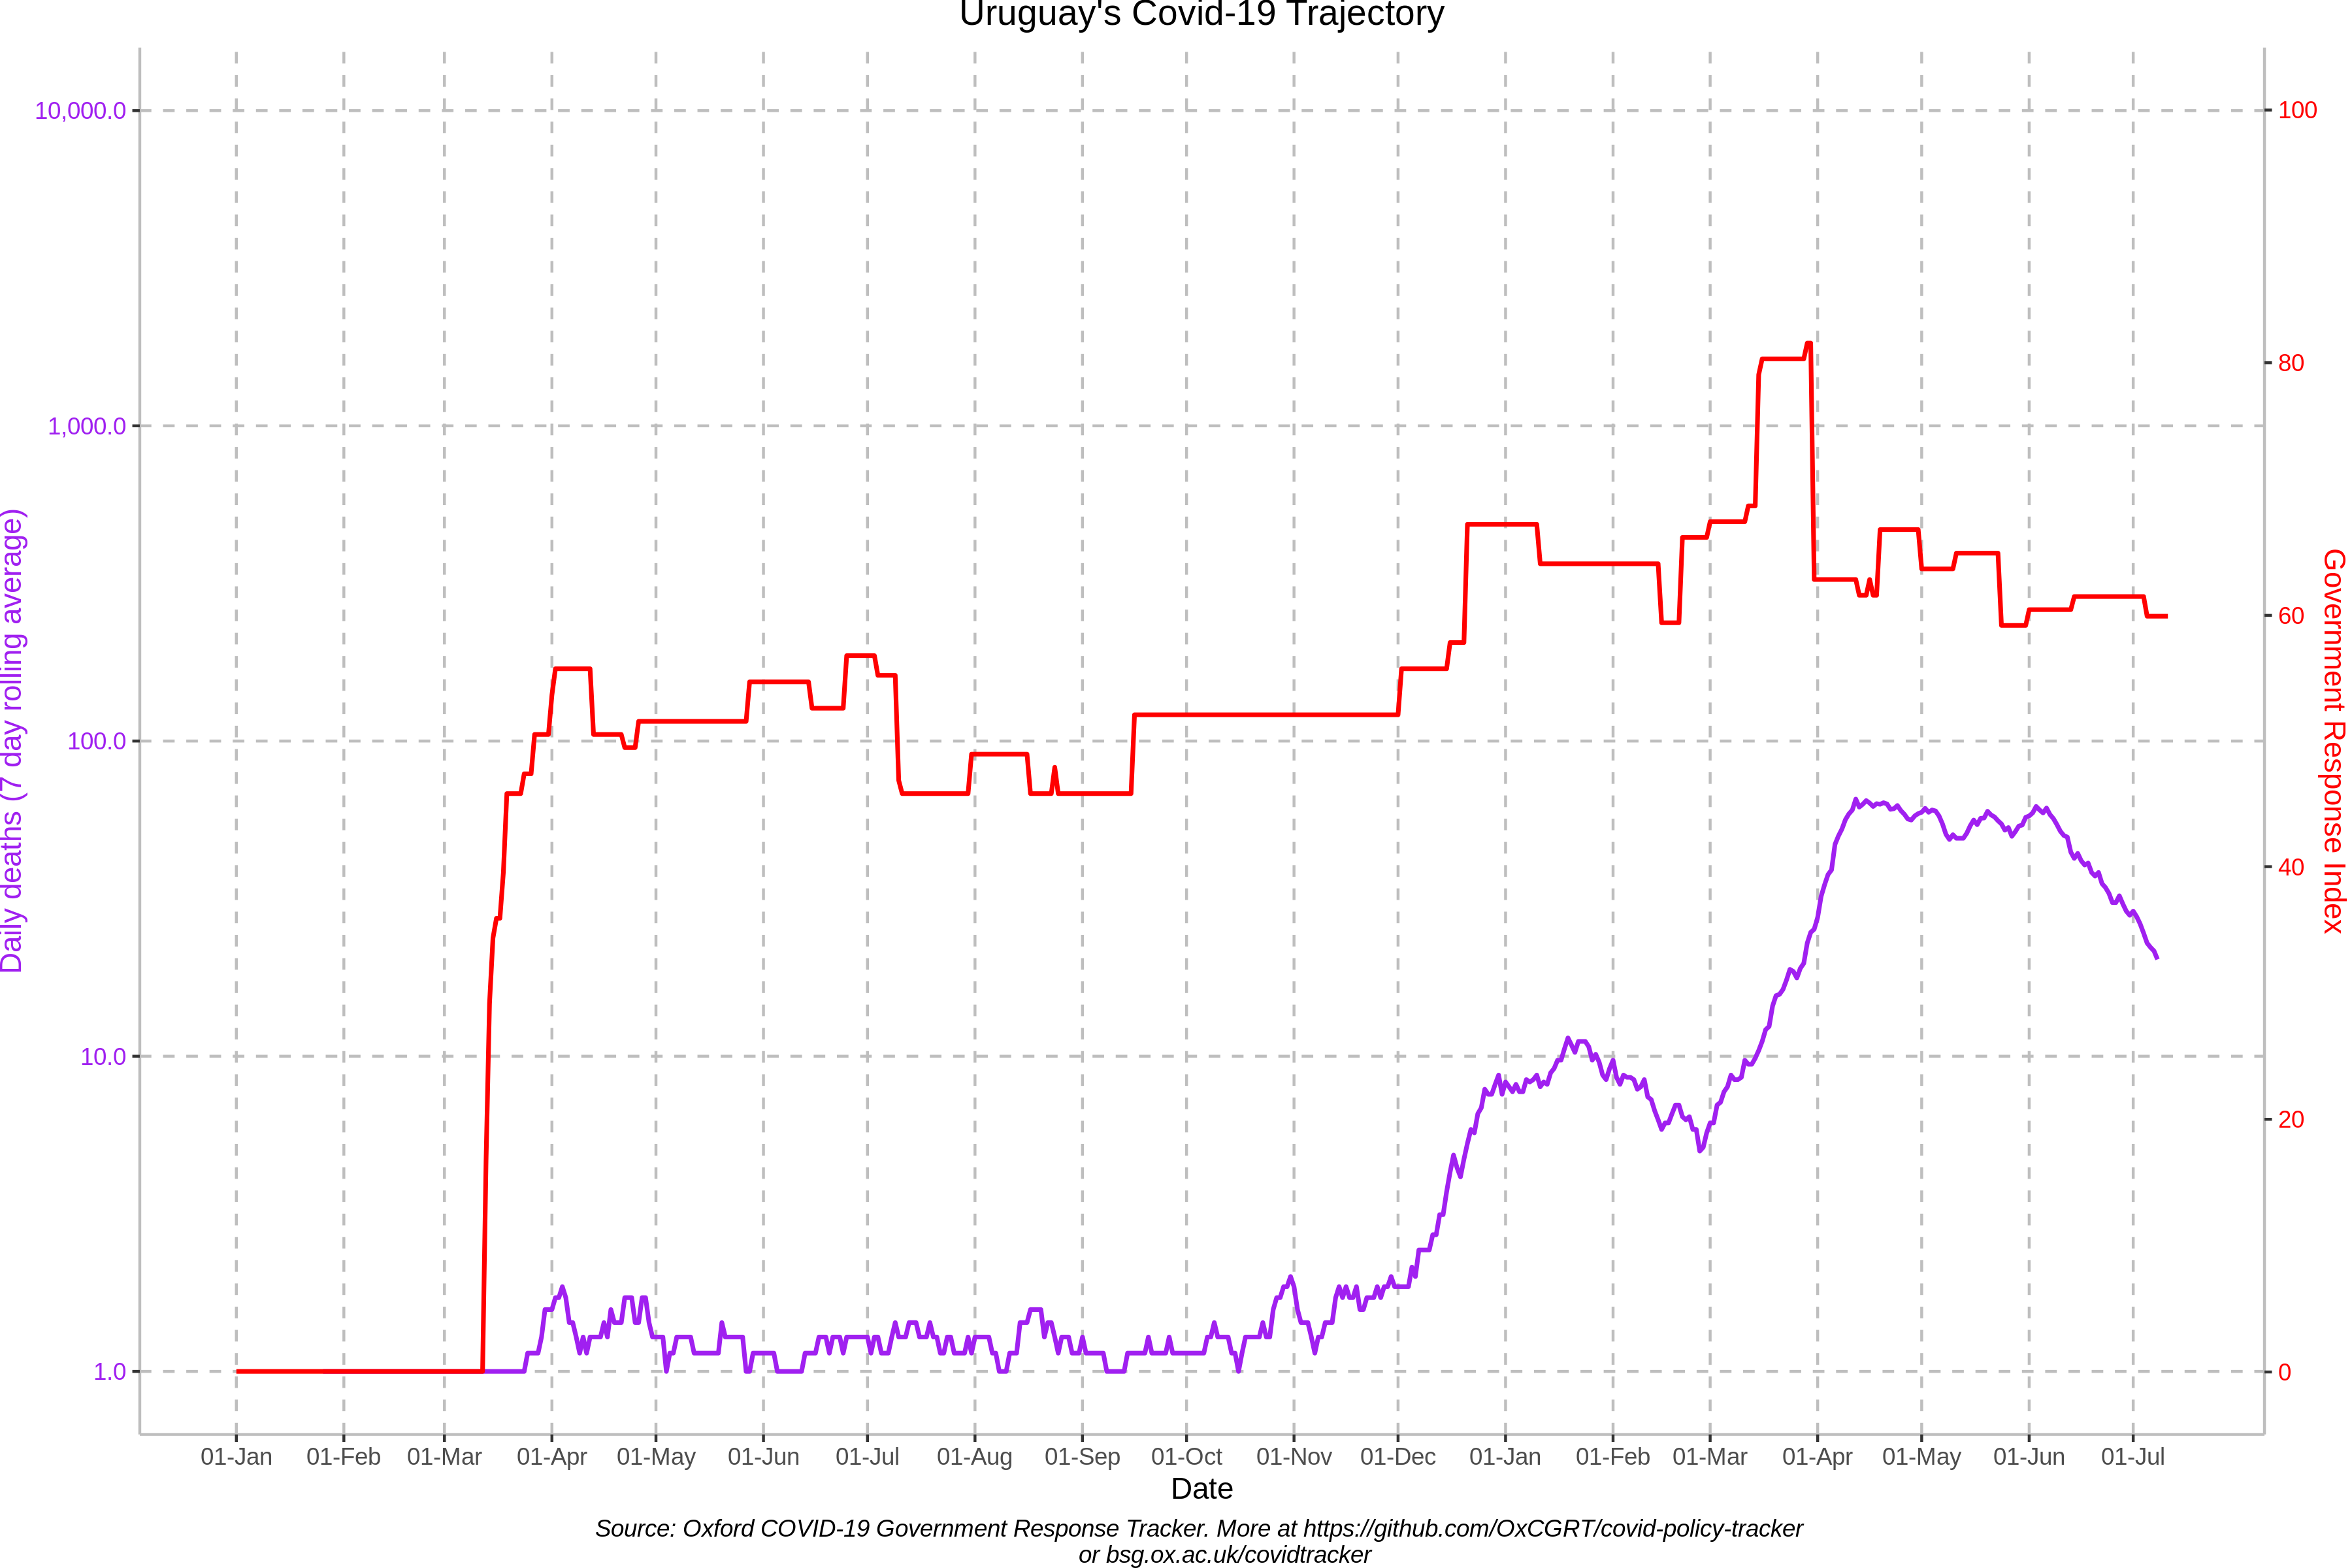 Uruguay's Covid-19 Trajectory
10,000.0
1,000.0
100.0
10.0
1.0
Daily deaths (7 day rolling average)
100
80
60
40
20
0
Government Response Index
01-Jan 01-Feb 01-Mar 01-Apr 01-May 01-Jun 01-Jul 01-Aug 01-Sep 01-Oct 01-Nov 01-Dec 01-Jan 01-Feb 01-Mar 01-Apr 01-May 01-Jun 01-Jul
Date
Source: Oxford COVID-19 Government Response Tracker. More at https://github.com/OxCGRT/covid-policy-tracker
or bsg.ox.ac.uk/covidtracker